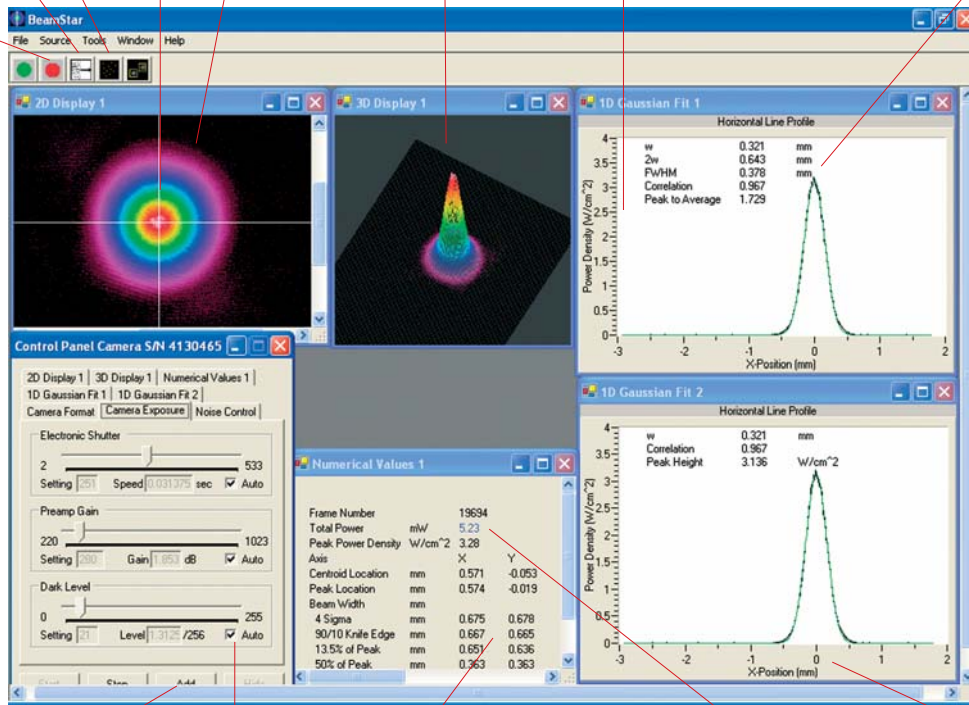 BeamStar
File Source Tools Window Help
2D Display 1
3D Display 1
1D Gaussian Fit 1
Horizontal Line Profile
w 0.321 mm
2w 0.643 mm
FWHM 0.378 mm
Correlation 0.967
Peak to Average 1.729
Power Density (W/cm^2)
4
3.5
3
2.5
2
1.5
1
0.5
0
-3 -2 -1 0 1 2
X-Position (mm)
Control Panel Camera S/N 4130465
2D Display 1 3D Display 1 Numerical Values 1
1D Gaussian Fit 1 1D Gaussian Fit 2
Camera Format Camera Exposure Noise Control
Electronic Shutter
2 533
Setting 251 Speed 0.031375 sec Auto
Preamp Gain
220 1023
Setting 280 Gain 1.853 dB Auto
Dark Level
0 255
Setting 21 Level 1.3125 /256 Auto
Start Stop Add Hide
Numerical Values 1
Frame Number 19694
Total Power mW 5.23
Peak Power Density W/cm^2 3.28
Axis X Y
Centroid Location mm 0.571 -0.053
Peak Location mm 0.574 -0.019
Beam Width mm
4 Sigma mm 0.675 0.678
90/10 Knife Edge mm 0.667 0.665
13.5% of Peak mm 0.651 0.636
50% of Peak mm 0.363 0.363
1D Gaussian Fit 2
Horizontal Line Profile
w 0.321 mm
Correlation 0.967
Peak Height 3.136 W/cm^2
Power Density (W/cm^2)
4
3.5
3
2.5
2
1.5
1
0.5
0
-3 -2 -1 0 1 2
X-Position (mm)